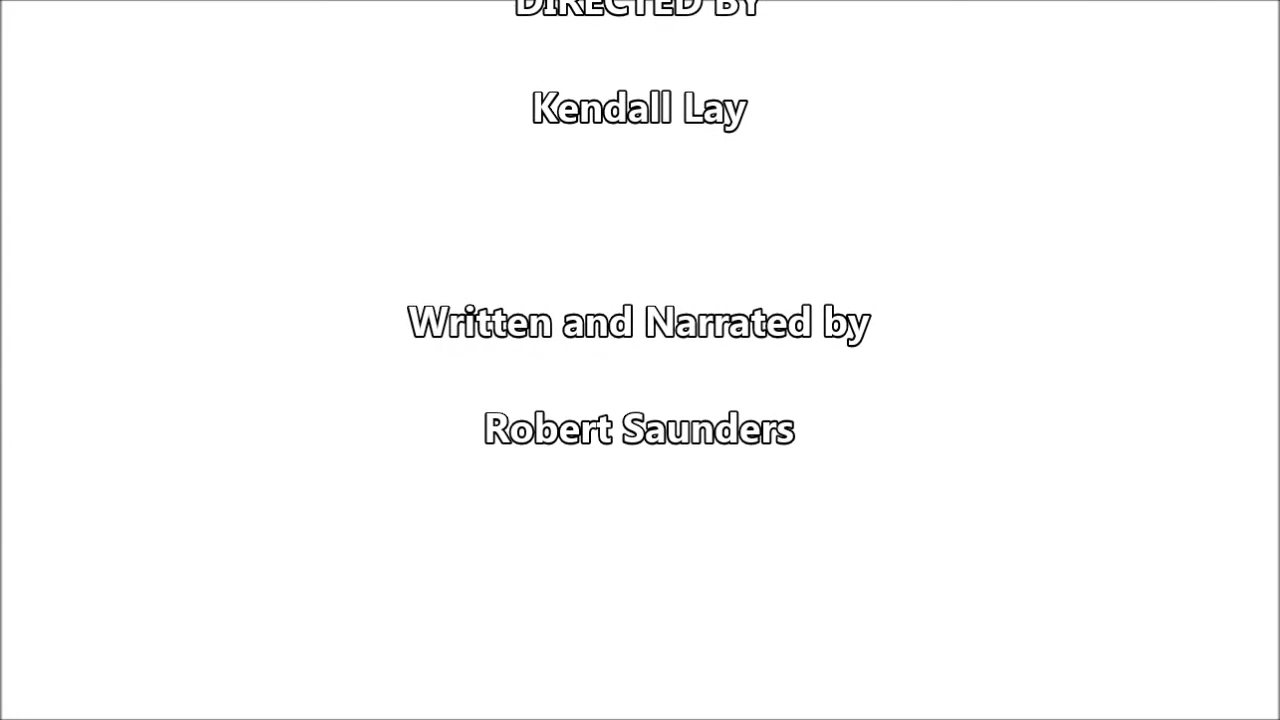 DIRECTED BY
Kendall Lay
Written and Narrated by
Robert Saunders